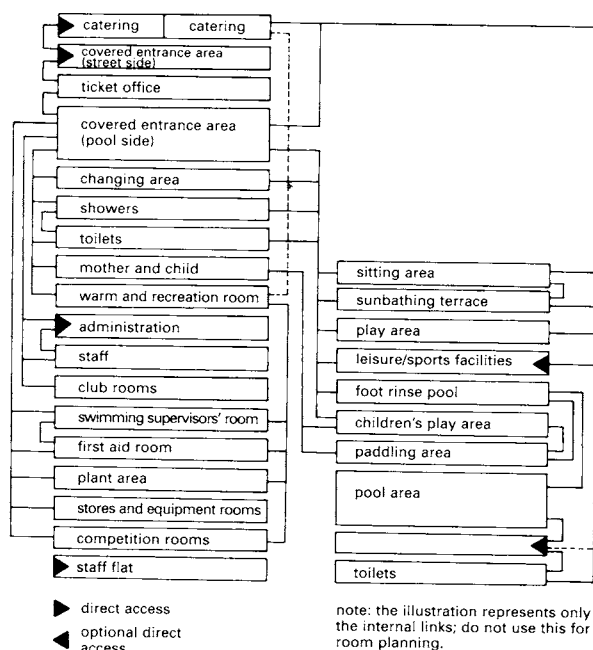 catering
catering
covered entrance area
(street side)
ticket office
covered entrance area
(pool side)
changing area
showers
toilets
mother and child
warm and recreation room
administration
staff
club rooms
swimming supervisors' room
first aid room
plant area
stores and equipment rooms
competition rooms
staff flat
direct access
optional direct
access
sitting area
sunbathing terrace
play area
leisure/sports facilities
foot rinse pool
children's play area
paddling area
pool area
toilets
note: the illustration represents only
the internal links; do not use this for
room planning.